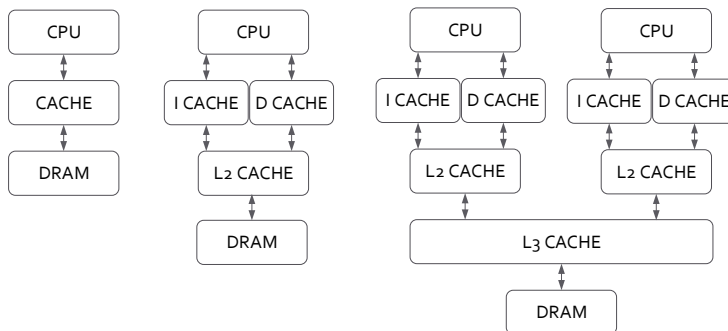 CPU
CACHE
DRAM
CPU
I CACHE D CACHE
L2 CACHE
DRAM
CPU CPU
I CACHE D CACHE I CACHE D CACHE
L2 CACHE L2 CACHE
L3 CACHE
DRAM